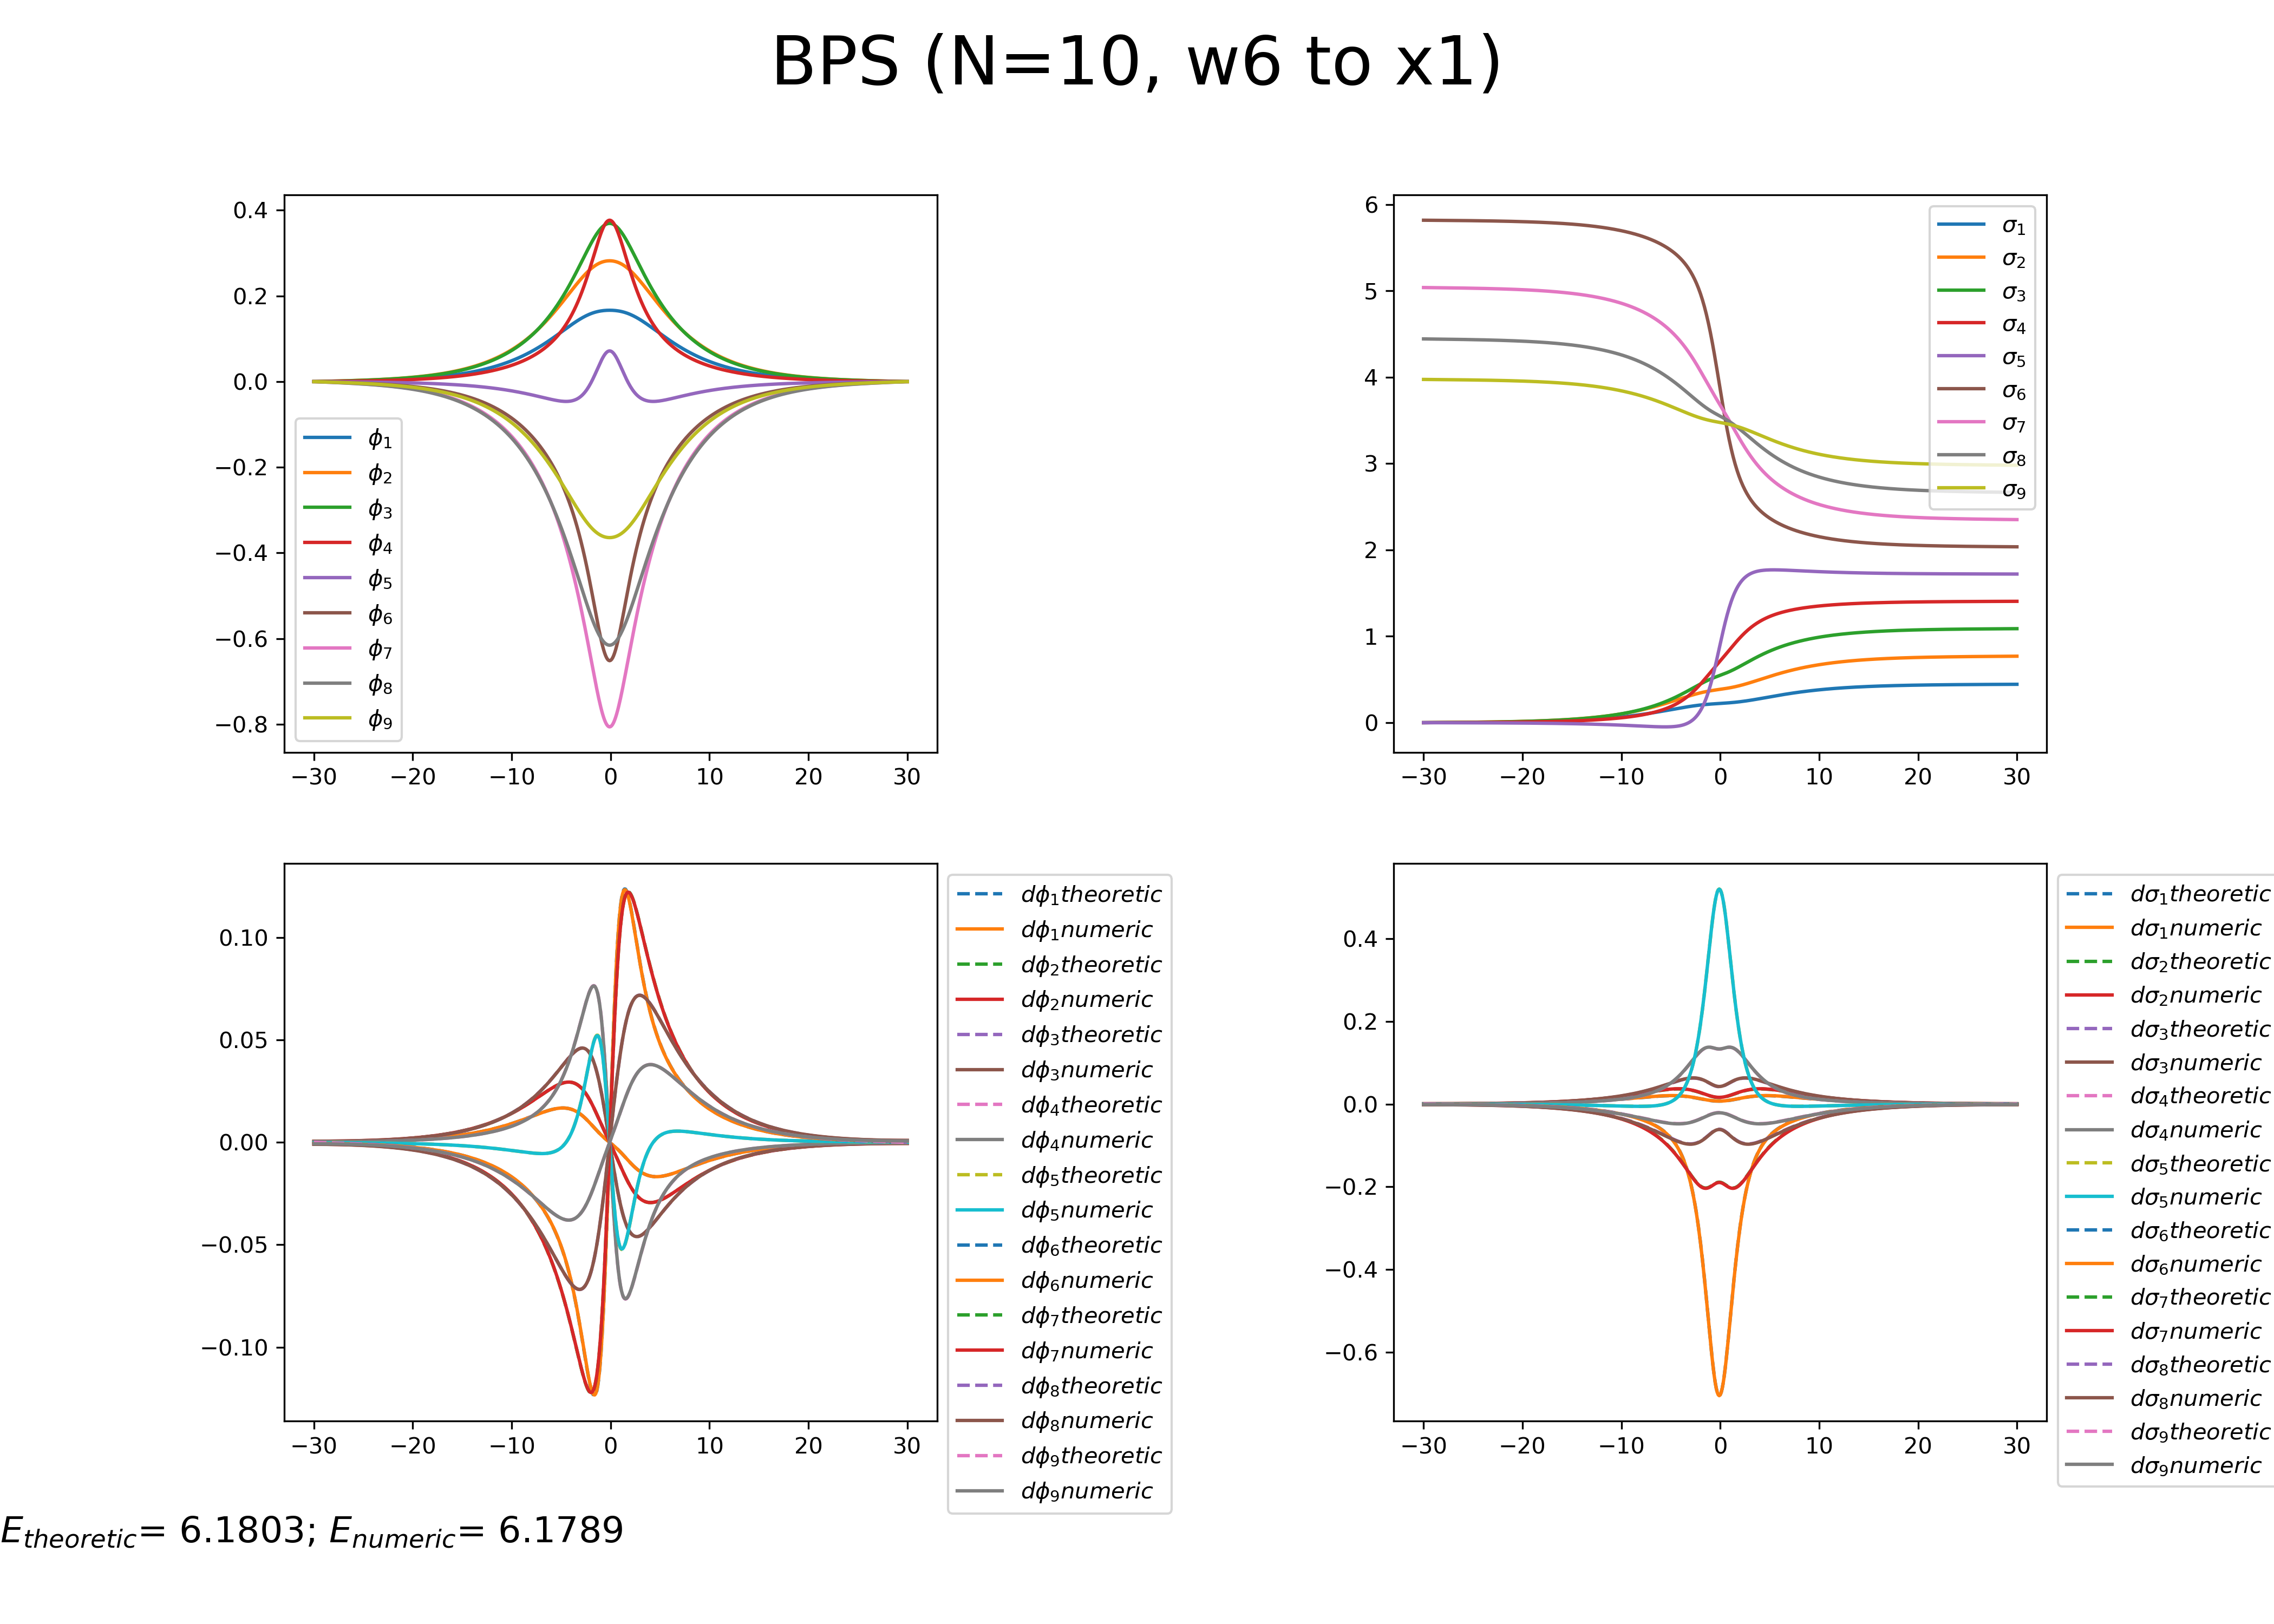 BPS (N=10, w6 to x1)
0.4
0.2
0.0
−0.2
−0.4
−0.6
−0.8
ϕ1
ϕ2
ϕ3
ϕ4
ϕ5
ϕ6
ϕ7
ϕ8
ϕ9
−30 −20 −10 0 10 20 30
6
5
4
3
2
1
0
σ1
σ2
σ3
σ4
σ5
σ6
σ7
σ8
σ9
−30 −20 −10 0 10 20 30
0.10
0.05
0.00
−0.05
−0.10
−30 −20 −10 0 10 20 30
dϕ1theoretic
dϕ1numeric
dϕ2theoretic
dϕ2numeric
dϕ3theoretic
dϕ3numeric
dϕ4theoretic
dϕ4numeric
dϕ5theoretic
dϕ5numeric
dϕ6theoretic
dϕ6numeric
dϕ7theoretic
dϕ7numeric
dϕ8theoretic
dϕ8numeric
dϕ9theoretic
dϕ9numeric
0.4
0.2
0.0
−0.2
−0.4
−0.6
−30 −20 −10 0 10 20 30
dσ1theoretic
dσ1numeric
dσ2theoretic
dσ2numeric
dσ3theoretic
dσ3numeric
dσ4theoretic
dσ4numeric
dσ5theoretic
dσ5numeric
dσ6theoretic
dσ6numeric
dσ7theoretic
dσ7numeric
dσ8theoretic
dσ8numeric
dσ9theoretic
dσ9numeric
Etheoretic= 6.1803; Enumeric= 6.1789